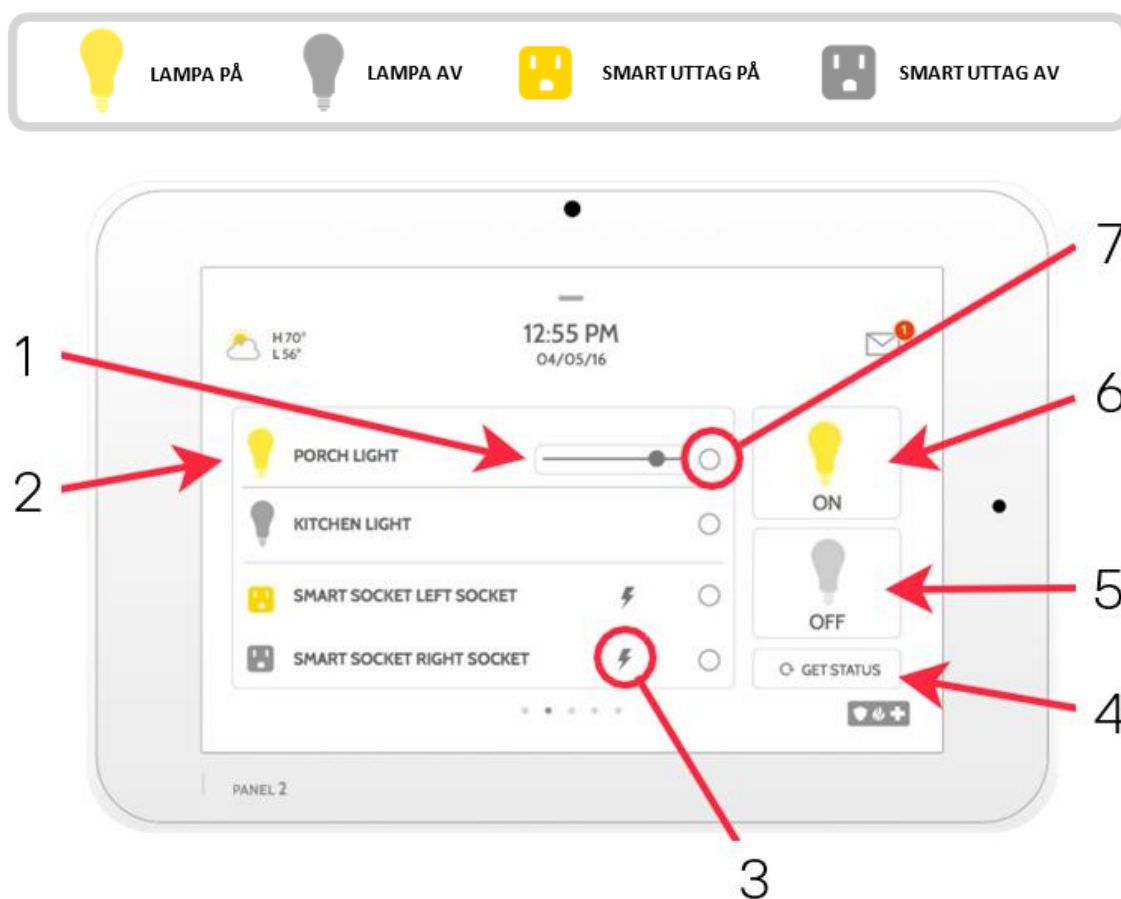 LAMPA PÅ
LAMPA AV
SMART UTTAG PÅ
SMART UTTAG AV
7
1
H 70°
L 56°
12:55 PM
04/05/16
1
6
2
PORCH LIGHT
ON
KITCHEN LIGHT
5
SMART SOCKET LEFT SOCKET
OFF
SMART SOCKET RIGHT SOCKET
GET STATUS
4
PANEL 2
3